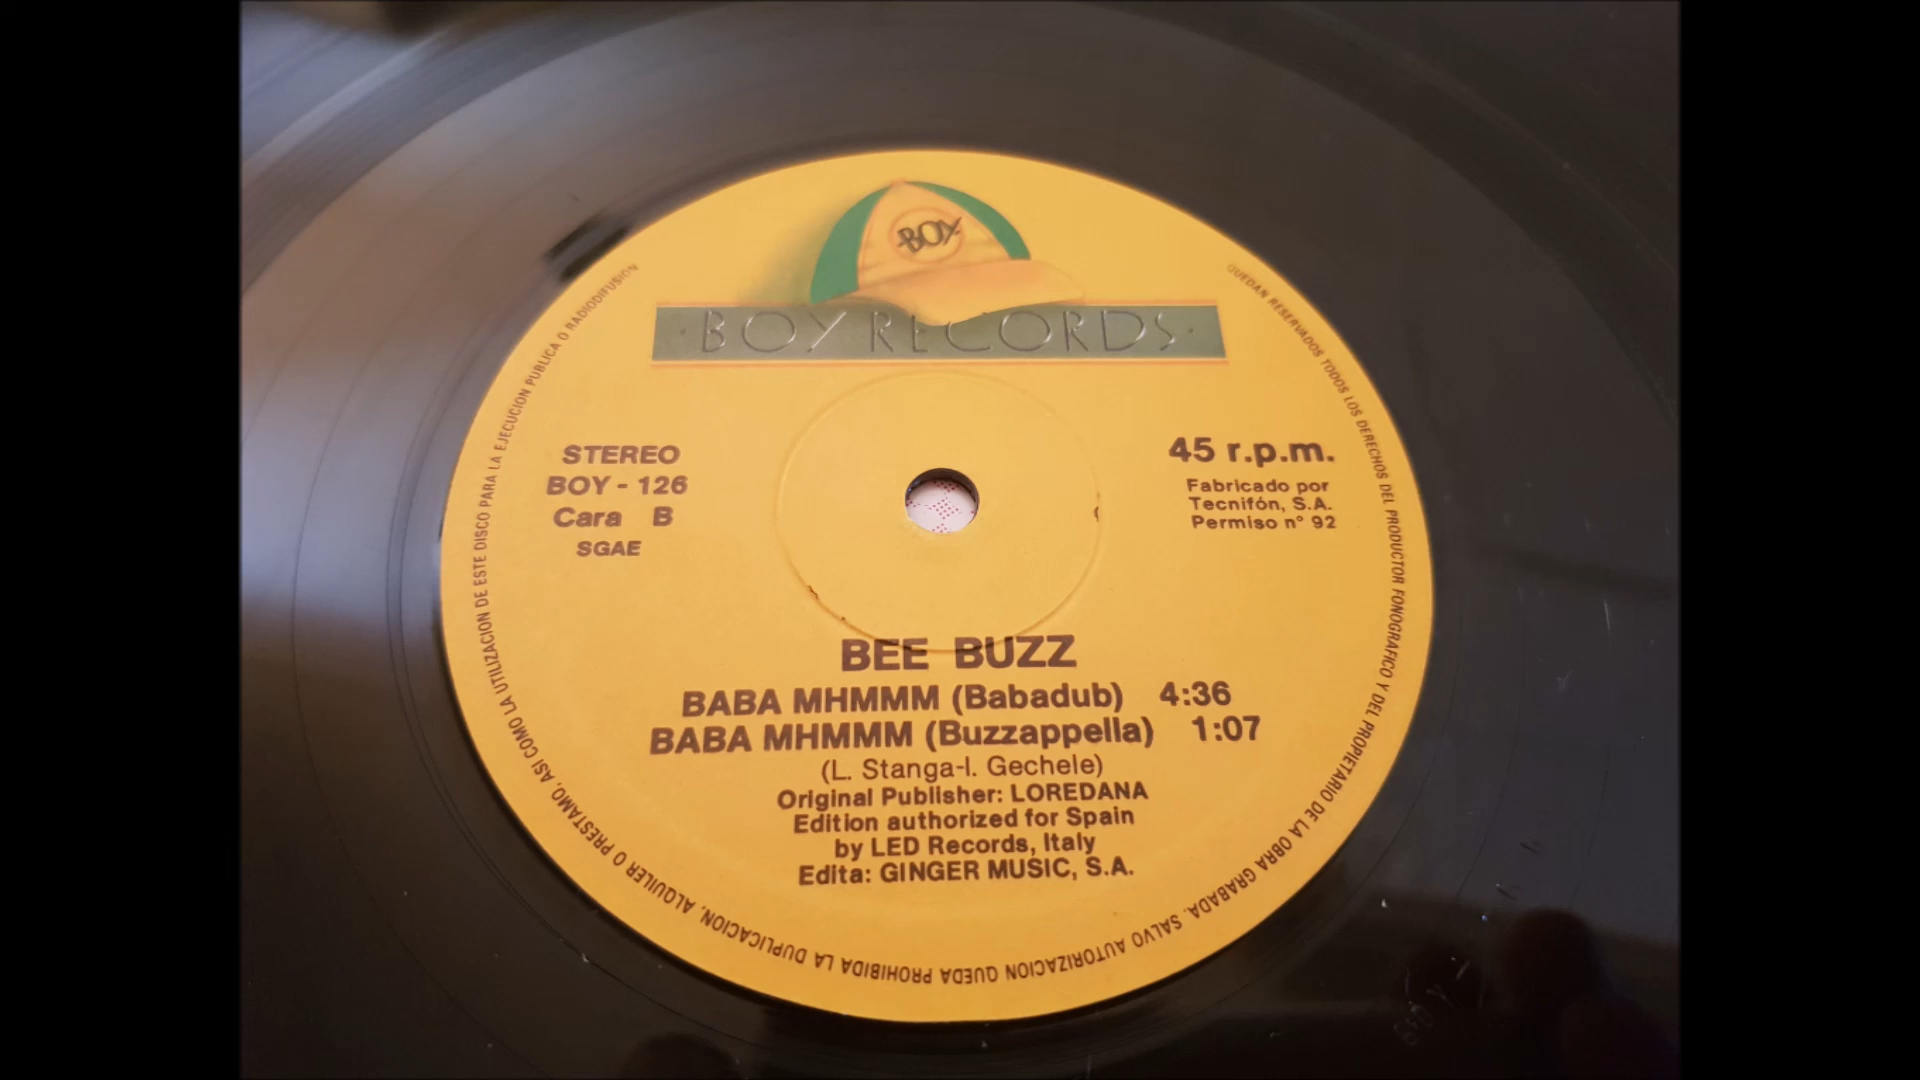 BOY
BOY RECORDS
STEREO
BOY - 126
Cara B
SGAE
45 r.p.m.
Fabricado por
Tecnifón, S.A.
Permiso n° 92
BEE BUZZ
BABA MHMMM (Babadub) 4:36
BABA MHMMM (Buzzappella) 1:07
(L. Stanga-I. Gechele)
Original Publisher: LOREDANA
Edition authorized for Spain
by LED Records, Italy
Edita: GINGER MUSIC, S.A.
QUEDAN RESERVADOS TODOS LOS DERECHOS DEL PRODUCTOR FONOGRAFICO Y DEL PROPIETARIO DE LA OBRA GRABADA. SALVO AUTORIZACION QUEDA PROHIBIDA LA DUPLICACION, ALQUILER O PRESTAMO, ASI COMO LA UTILIZACION DE ESTE DISCO PARA LA EJECUCION PUBLICA O RADIODIFUSION